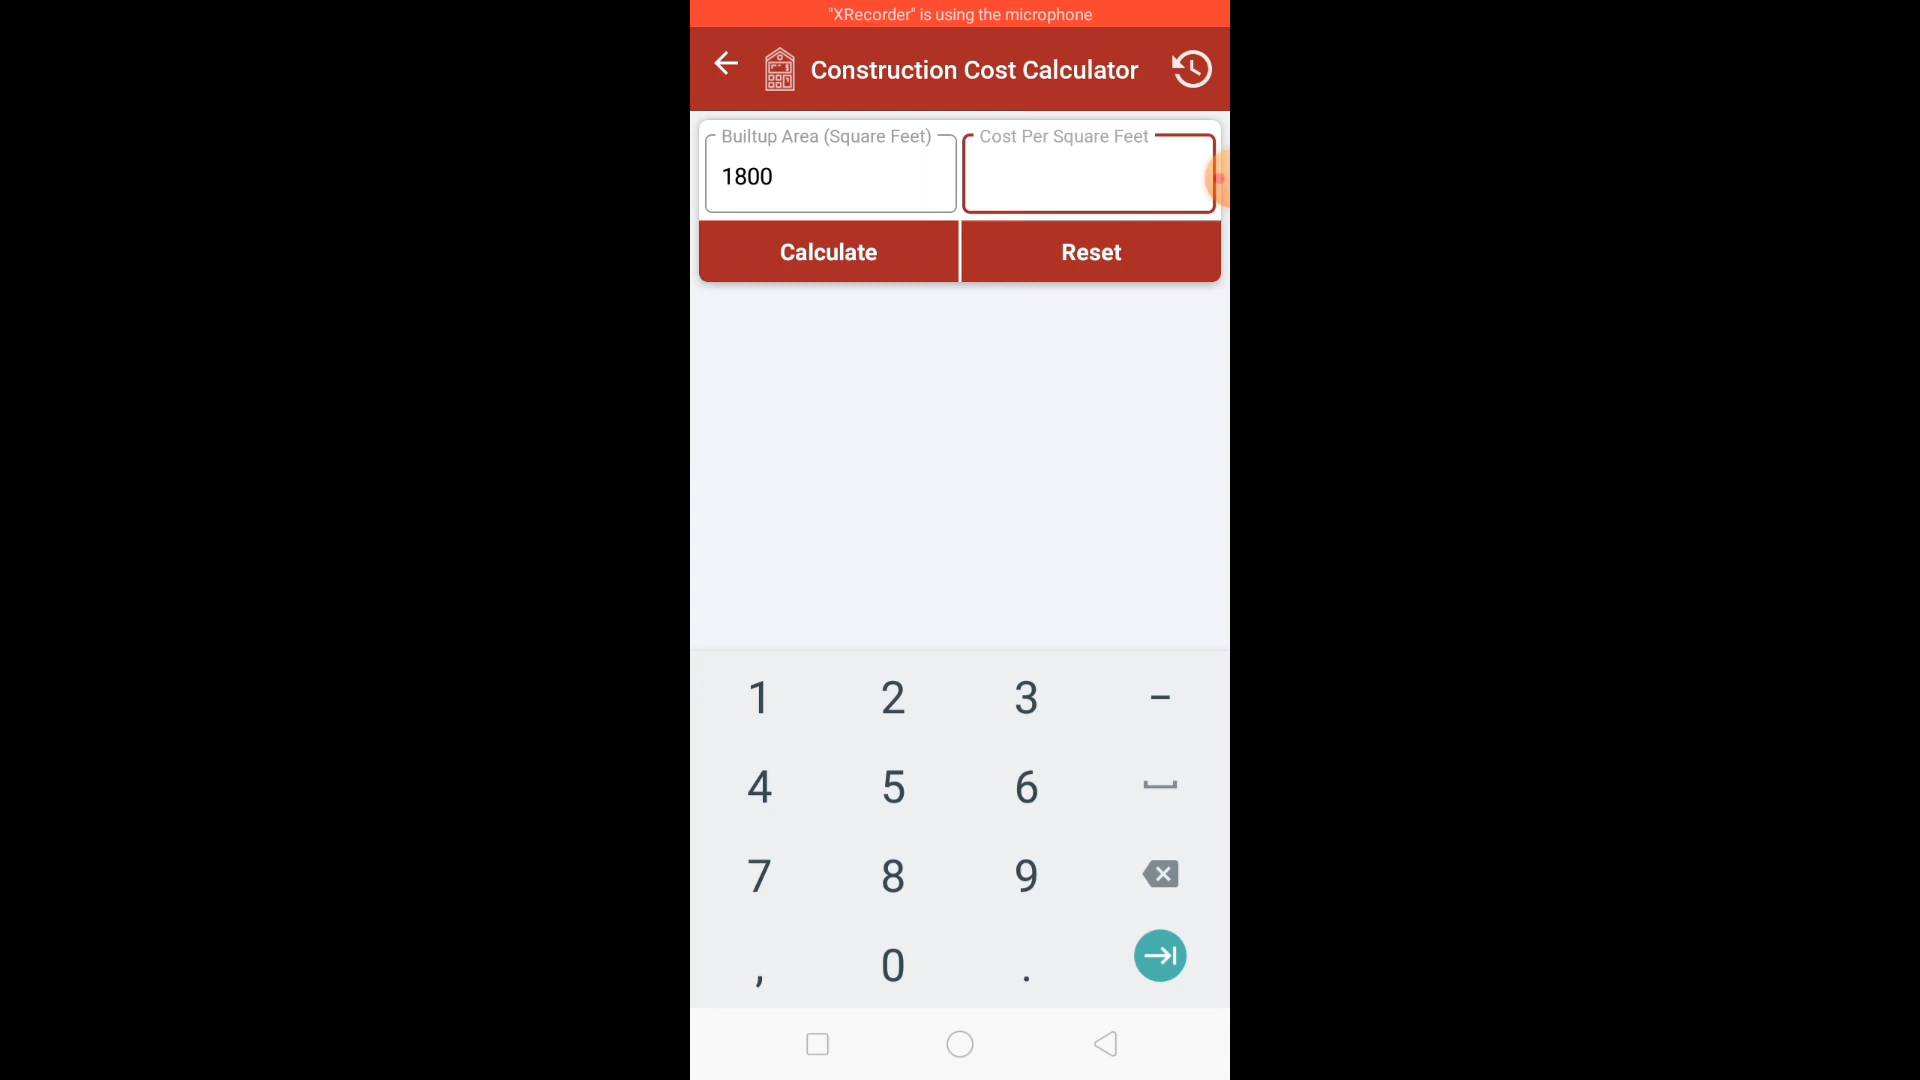 "XRecorder" is using the microphone
Construction Cost Calculator
Builtup Area (Square Feet)
Cost Per Square Feet
1800
Calculate
Reset
1 2 3 –
4 5 6
7 8 9
, 0 .